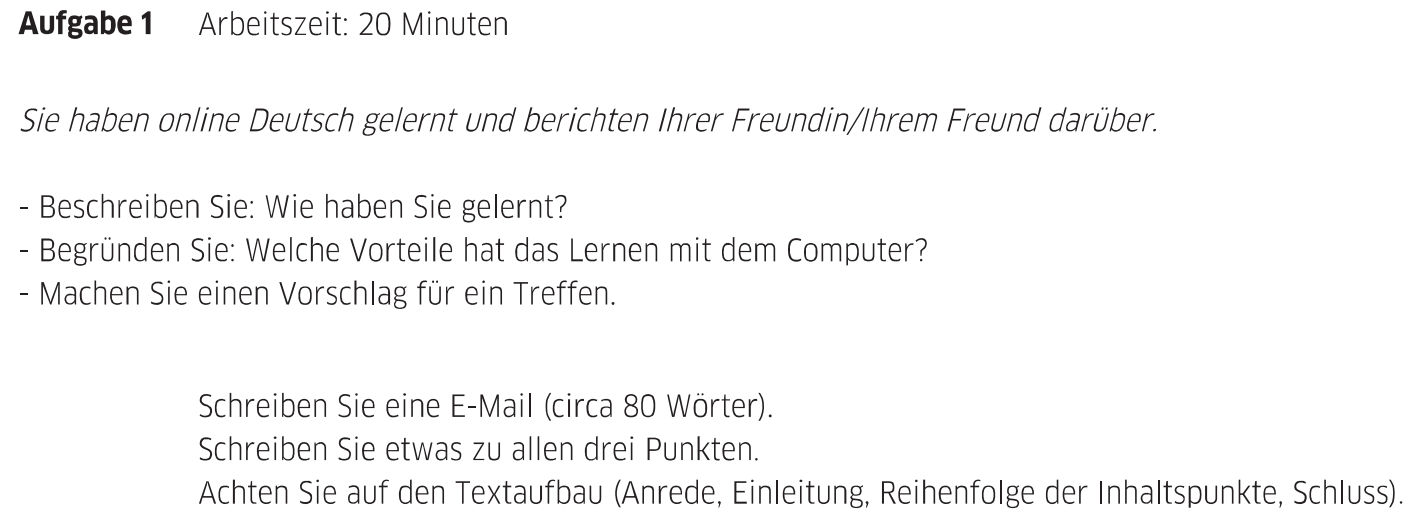 Aufgabe 1 Arbeitszeit: 20 Minuten
Sie haben online Deutsch gelernt und berichten Ihrer Freundin/Ihrem Freund darüber.
- Beschreiben Sie: Wie haben Sie gelernt?
- Begründen Sie: Welche Vorteile hat das Lernen mit dem Computer?
- Machen Sie einen Vorschlag für ein Treffen.
Schreiben Sie eine E-Mail (circa 80 Wörter).
Schreiben Sie etwas zu allen drei Punkten.
Achten Sie auf den Textaufbau (Anrede, Einleitung, Reihenfolge der Inhaltspunkte, Schluss).